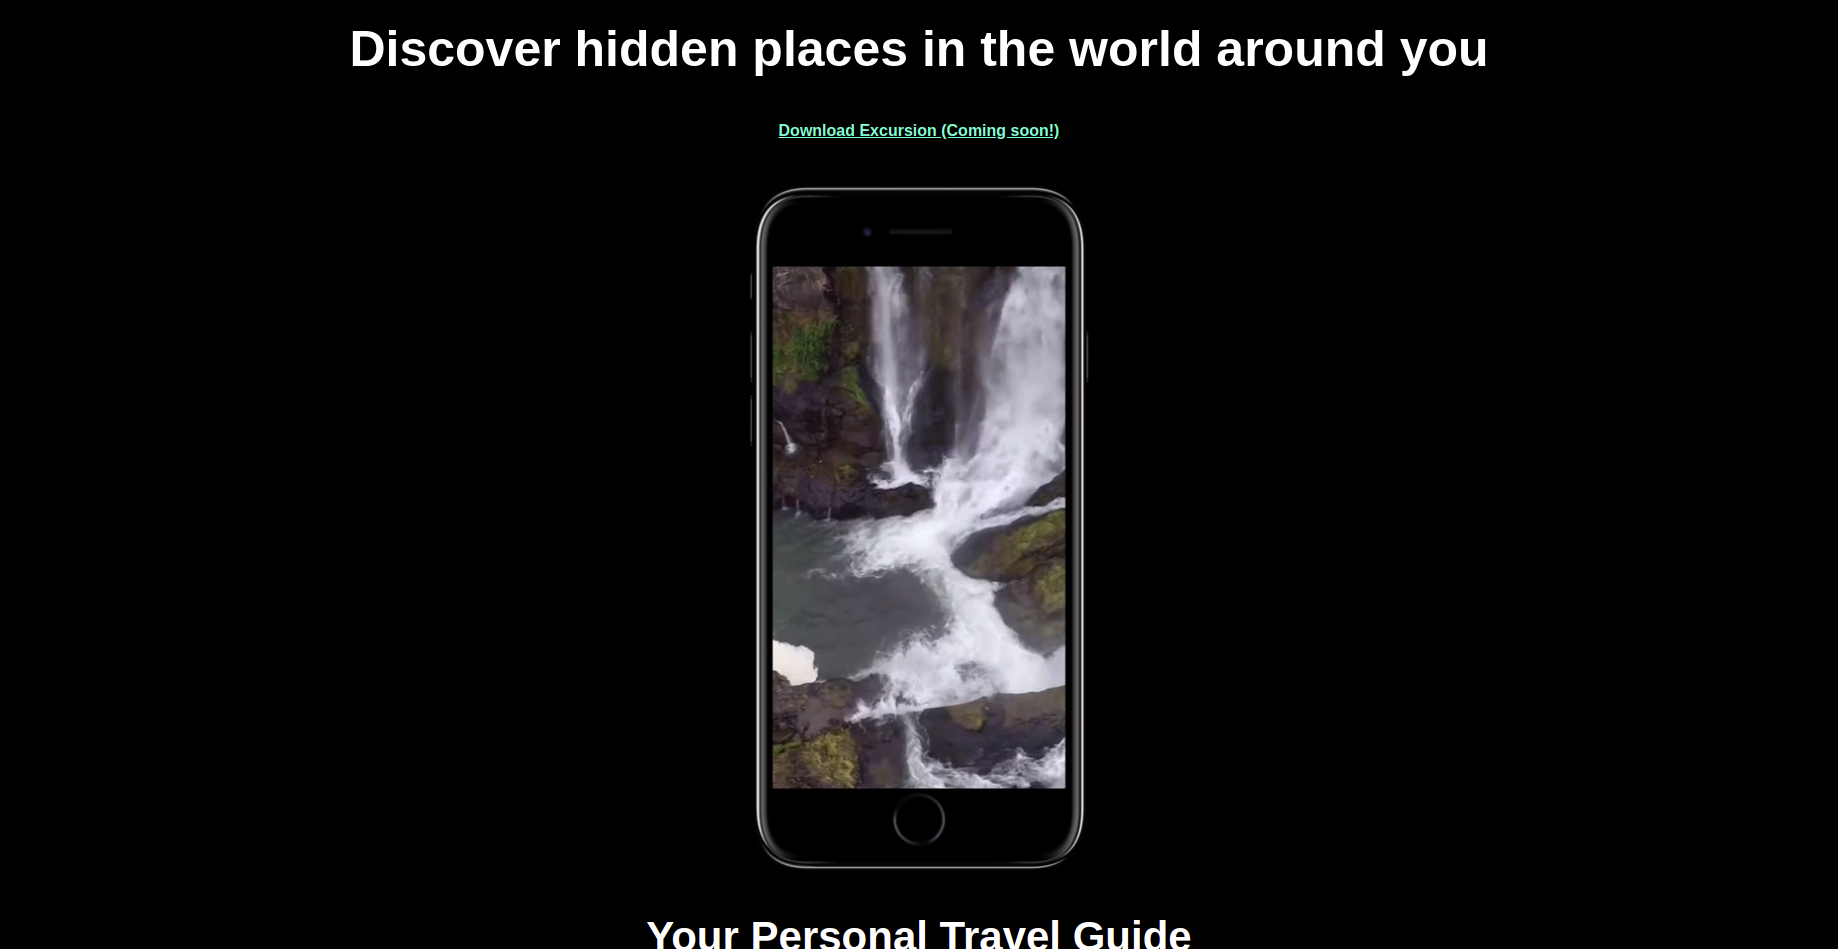 Discover hidden places in the world around you
Download Excursion (Coming soon!)
Your Personal Travel Guide